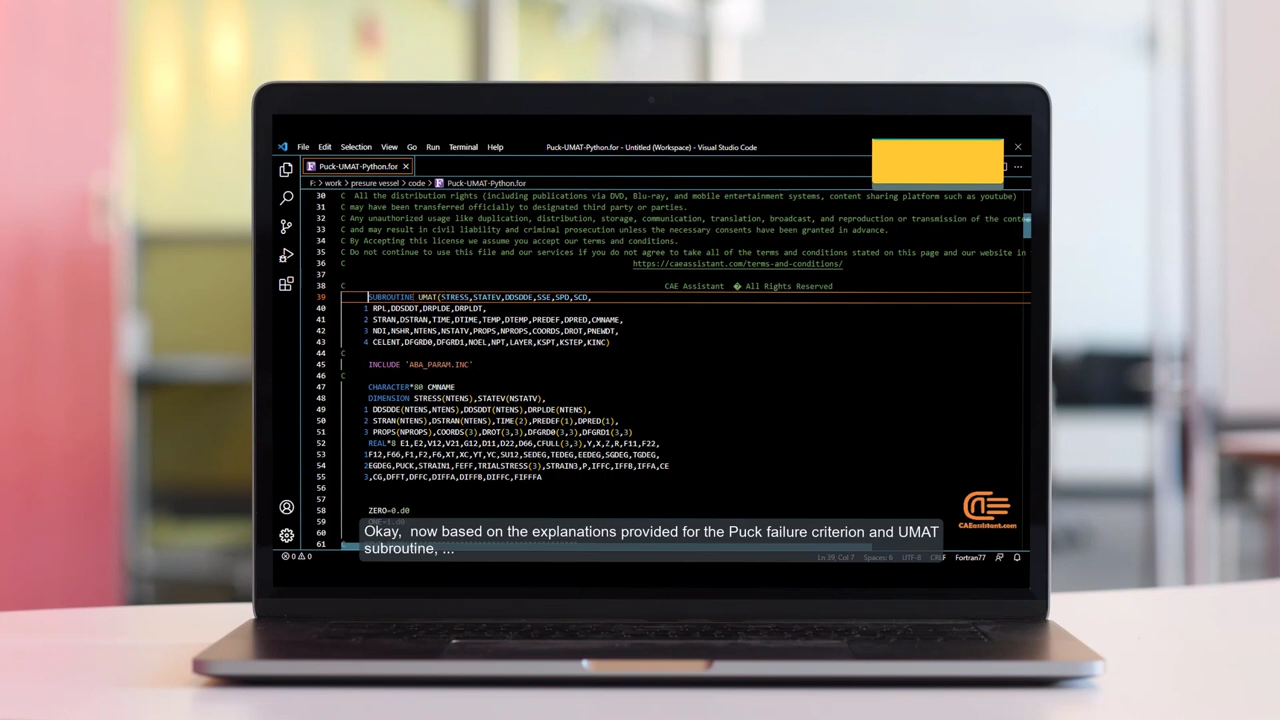 File Edit Selection View Go Run Terminal Help Puck-UMAT-Python.for - Untitled (Workspace) - Visual Studio Code
Puck-UMAT-Python.for
F: > work > presure vessel > code > Puck-UMAT-Python.for
30 C All the distribution rights (including publications via DVD, Blu-ray, and mobile entertainment systems, content sharing platform such as youtube)
31 C may have been transferred officially to designated third party or parties.
32 C Any unauthorized usage like duplication, distribution, storage, communication, translation, broadcast, and reproduction or transmission of the
33 C and may result in civil liability and criminal prosecution unless the necessary consents have been granted in advance.
34 C By Accepting this license we assume you accept our terms and conditions.
35 C Do not continue to use this file and our services if you do not agree to take all of the terms and conditions stated on this page and our website in
36 C https://caeassistant.com/terms-and-conditions/
37
38 C CAE Assistant � All Rights Reserved
39 SUBROUTINE UMAT(STRESS,STATEV,DDSDDE,SSE,SPD,SCD,
40 1 RPL,DDSDDT,DRPLDE,DRPLDT,
41 2 STRAN,DSTRAN,TIME,DTIME,TEMP,DTEMP,PREDEF,DPRED,CMNAME,
42 3 NDI,NSHR,NTENS,NSTATV,PROPS,NPROPS,COORDS,DROT,PNEWDT,
43 4 CELENT,DFGRD0,DFGRD1,NOEL,NPT,LAYER,KSPT,KSTEP,KINC)
44 C
45 INCLUDE 'ABA_PARAM.INC'
46 C
47 CHARACTER*80 CMNAME
48 DIMENSION STRESS(NTENS),STATEV(NSTATV),
49 1 DDSDDE(NTENS,NTENS),DDSDDT(NTENS),DRPLDE(NTENS),
50 2 STRAN(NTENS),DSTRAN(NTENS),TIME(2),PREDEF(1),DPRED(1),
51 3 PROPS(NPROPS),COORDS(3),DROT(3,3),DFGRD0(3,3),DFGRD1(3,3)
52 REAL*8 E1,E2,V12,V21,G12,D11,D22,D66,CFULL(3,3),Y,X,Z,R,F11,F22,
53 1F12,F66,F1,F2,F6,XT,XC,YT,YC,SU12,SEDEG,TEDEG,EEDEG,SGDEG,TGDEG,
54 2EGDEG,PUCK,STRAIN1,FEFF,TRIALSTRESS(3),STRAIN3,P,IFFC,IFFB,IFFA,CE
55 3,CG,DFFT,DFFC,DIFFA,DIFFB,DIFFC,FIFFFA
56
57
58 ZERO=0.d0
59 ONE=1.d0
60
61 C
CAEassistant.com
Okay, now based on the explanations provided for the Puck failure criterion and UMAT
subroutine, ...
0 0 Ln 39, Col 7 Spaces: 6 UTF-8 CRLF Fortran77